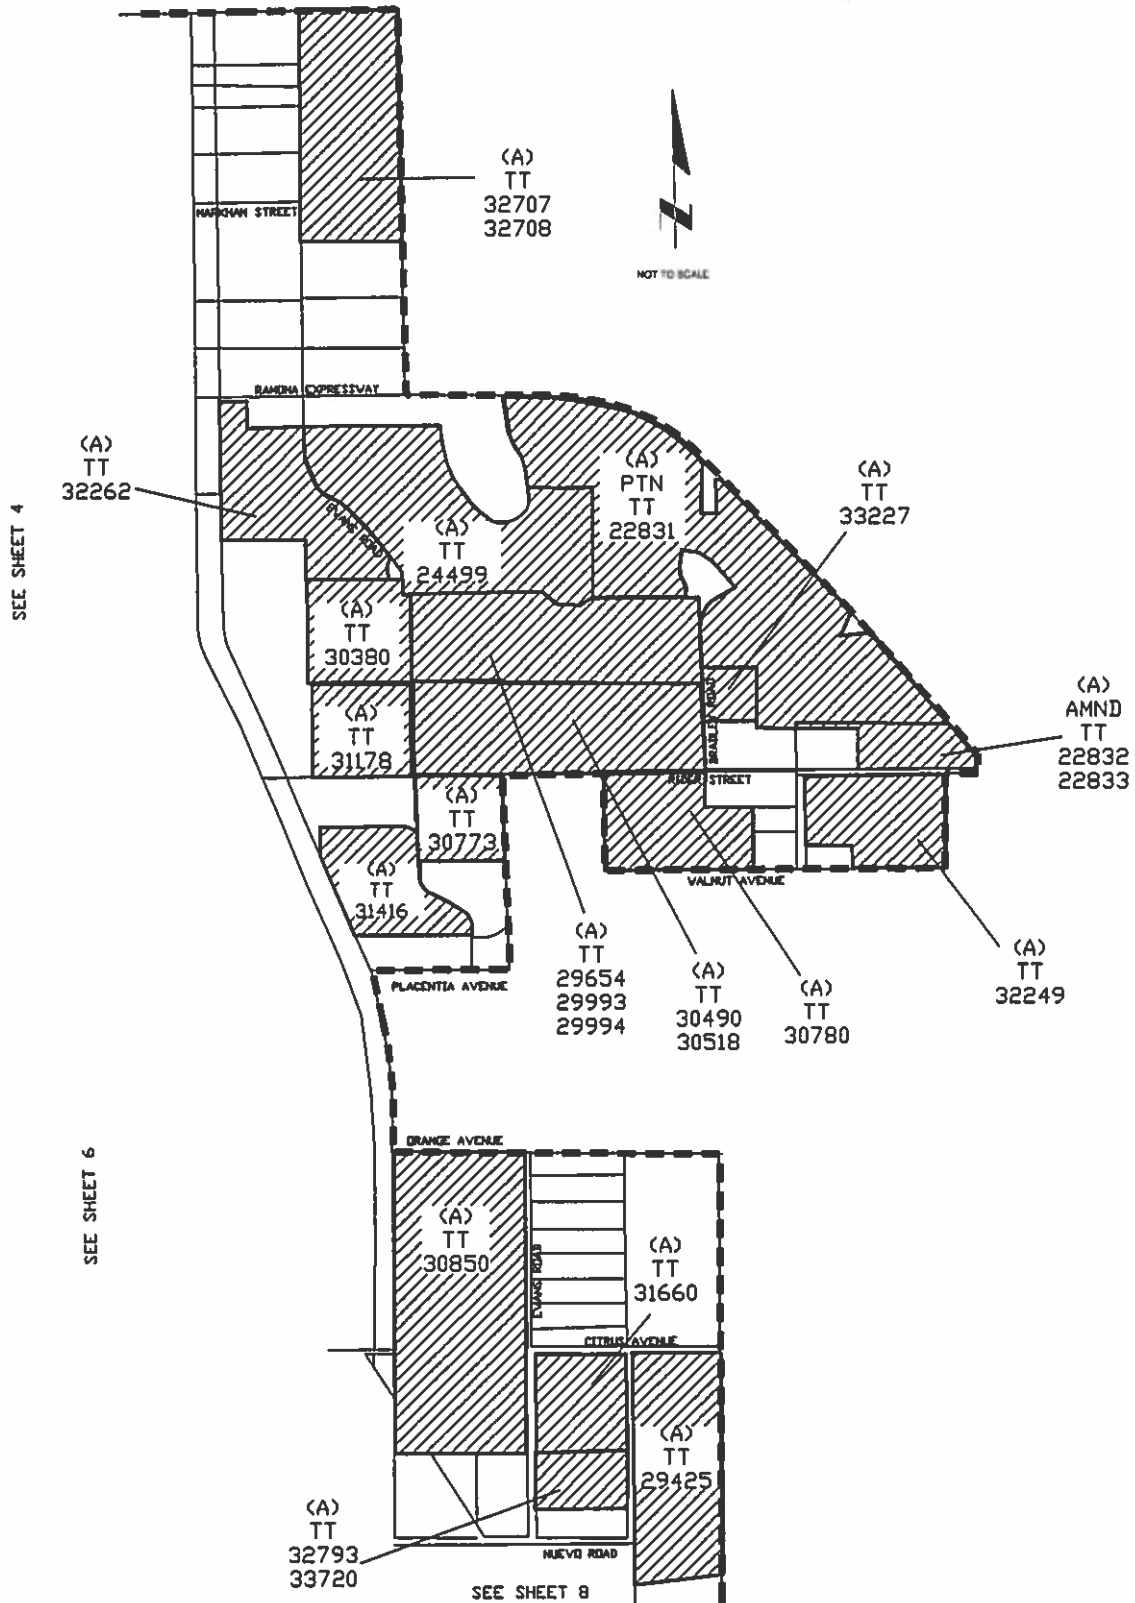 (A)
TT
32707
32708
MARKHAM STREET
NOT TO SCALE
RAMONA EXPRESSWAY
(A)
TT
32262
SEE SHEET 4
EVANS ROAD
(A)
TT
24499
(A)
PTN
TT
22831
(A)
TT
33227
(A)
TT
30380
(A)
TT
31178
BRADLEY ROAD
(A)
AMND
TT
22832
22833
RIDER STREET
(A)
TT
30773
(A)
TT
31416
WALNUT AVENUE
PLACENTIA AVENUE
(A)
TT
29654
29993
29994
(A)
TT
30490
30518
(A)
TT
30780
(A)
TT
32249
SEE SHEET 6
ORANGE AVENUE
(A)
TT
30850
EVANS ROAD
(A)
TT
31660
CITRUS AVENUE
(A)
TT
29425
(A)
TT
32793
33720
NUEVO ROAD
SEE SHEET 8